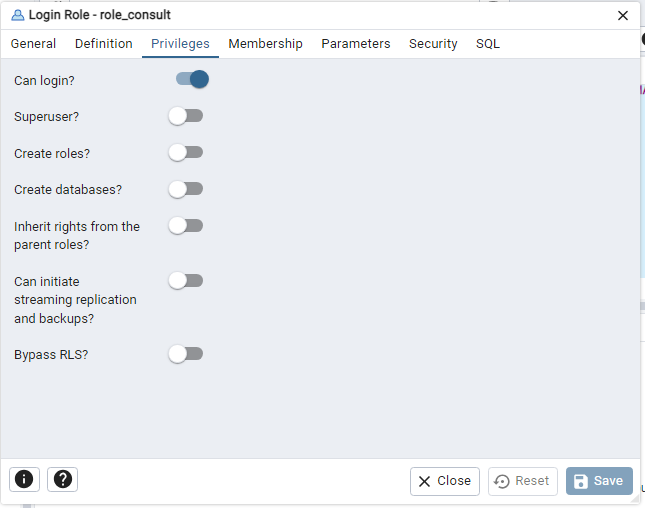 Login Role - role_consult
General Definition Privileges Membership Parameters Security SQL
Can login?
Superuser?
Create roles?
Create databases?
Inherit rights from the
parent roles?
Can initiate
streaming replication
and backups?
Bypass RLS?
Close Reset Save